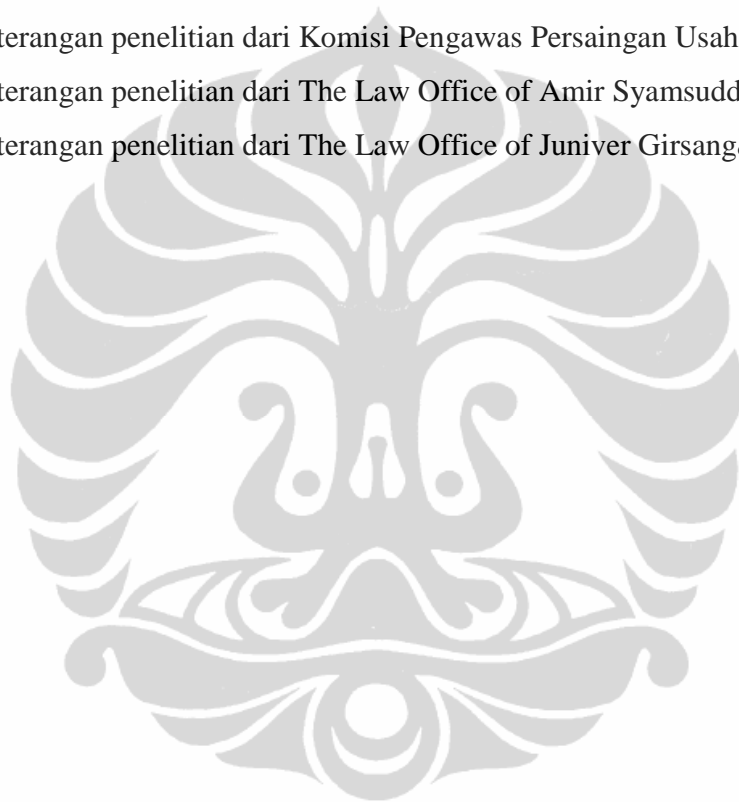 terangan penelitian dari Komisi Pengawas Persaingan Usah
terangan penelitian dari The Law Office of Amir Syamsudd
terangan penelitian dari The Law Office of Juniver Girsang